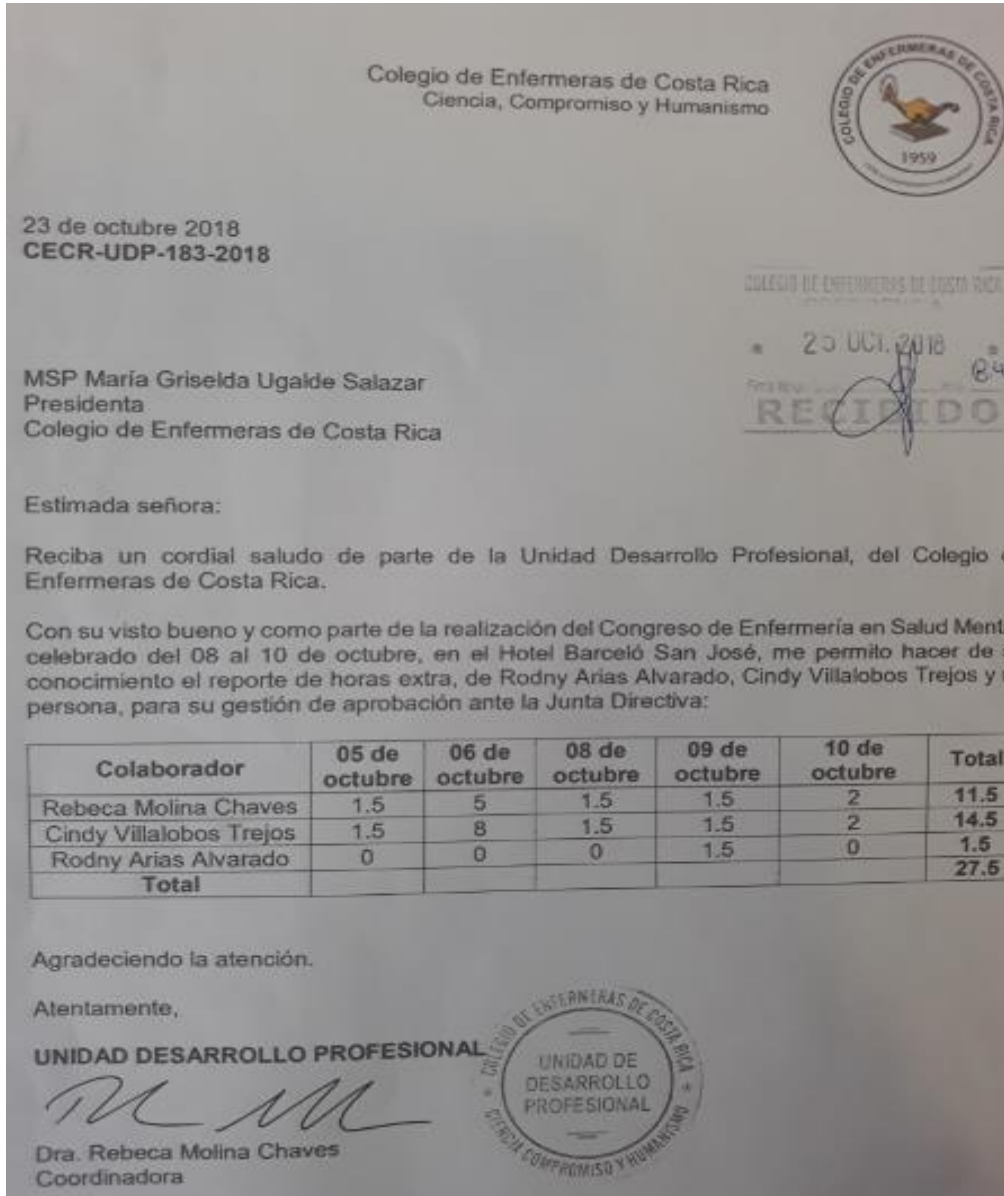 Colegio de Enfermeras de Costa Rica
Ciencia, Compromiso y Humanismo
COLEGIO DE ENFERMERAS DE COSTA RICA
1959
23 de octubre 2018
CECR-UDP-183-2018
COLEGIO DE ENFERMERAS DE COSTA RICA
OCT. 2018
RECIBIDO
MSP María Griselda Ugalde Salazar
Presidenta
Colegio de Enfermeras de Costa Rica
Estimada señora:
Reciba un cordial saludo de parte de la Unidad Desarrollo Profesional, del Colegio
Enfermeras de Costa Rica.
Con su visto bueno y como parte de la realización del Congreso de Enfermería en Salud Ment
celebrado del 08 al 10 de octubre, en el Hotel Barceló San José, me permito hacer de
conocimiento el reporte de horas extra, de Rodny Arias Alvarado, Cindy Villalobos Trejos y
persona, para su gestión de aprobación ante la Junta Directiva:
Colaborador 05 de octubre 06 de octubre 08 de octubre 09 de octubre 10 de octubre Total
Rebeca Molina Chaves 1.5 5 1.5 1.5 2 11.5
Cindy Villalobos Trejos 1.5 8 1.5 1.5 2 14.5
Rodny Arias Alvarado 0 0 0 1.5 0 1.5
Total 27.5
Agradeciendo la atención.
Atentamente,
UNIDAD DESARROLLO PROFESIONAL
COLEGIO DE ENFERMERAS DE COSTA RICA
UNIDAD DE
DESARROLLO
PROFESIONAL
CIENCIA COMPROMISO Y HUMANISMO
Dra. Rebeca Molina Chaves
Coordinadora